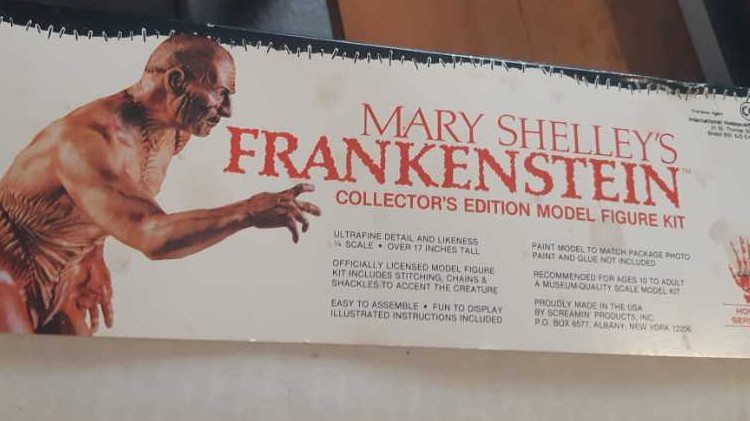 MARY SHELLEY'S
FRANKENSTEIN™
COLLECTOR'S EDITION MODEL FIGURE KIT
ULTRAFINE DETAIL AND LIKENESS
¼ SCALE • OVER 17 INCHES TALL
OFFICIALLY LICENSED MODEL FIGURE
KIT INCLUDES STITCHING, CHAINS &
SHACKLES TO ACCENT THE CREATURE
EASY TO ASSEMBLE • FUN TO DISPLAY
ILLUSTRATED INSTRUCTIONS INCLUDED
PAINT MODEL TO MATCH PACKAGE PHOTO
PAINT AND GLUE NOT INCLUDED
RECOMMENDED FOR AGES 10 TO ADULT
A MUSEUM-QUALITY SCALE MODEL KIT
PROUDLY MADE IN THE USA
BY SCREAMIN' PRODUCTS, INC.
P.O. BOX 6577, ALBANY, NEW YORK 12206
International